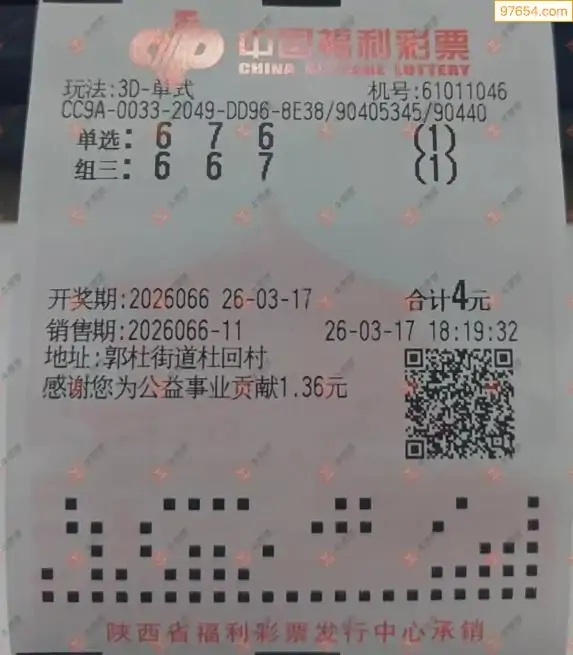 97654.com
中国福利彩票
CHINA WELFARE LOTTERY
玩法:3D-单式 机号:61011046
CC9A-0033-2049-DD96-8E38/90405345/90440
单选: 6 7 6 (1)
组三: 6 6 7 (1)
开奖期:2026066 26-03-17 合计4元
销售期:2026066-11 26-03-17 18:19:32
地址:郭杜街道杜回村
感谢您为公益事业贡献1.36元
陕西省福利彩票发行中心承销